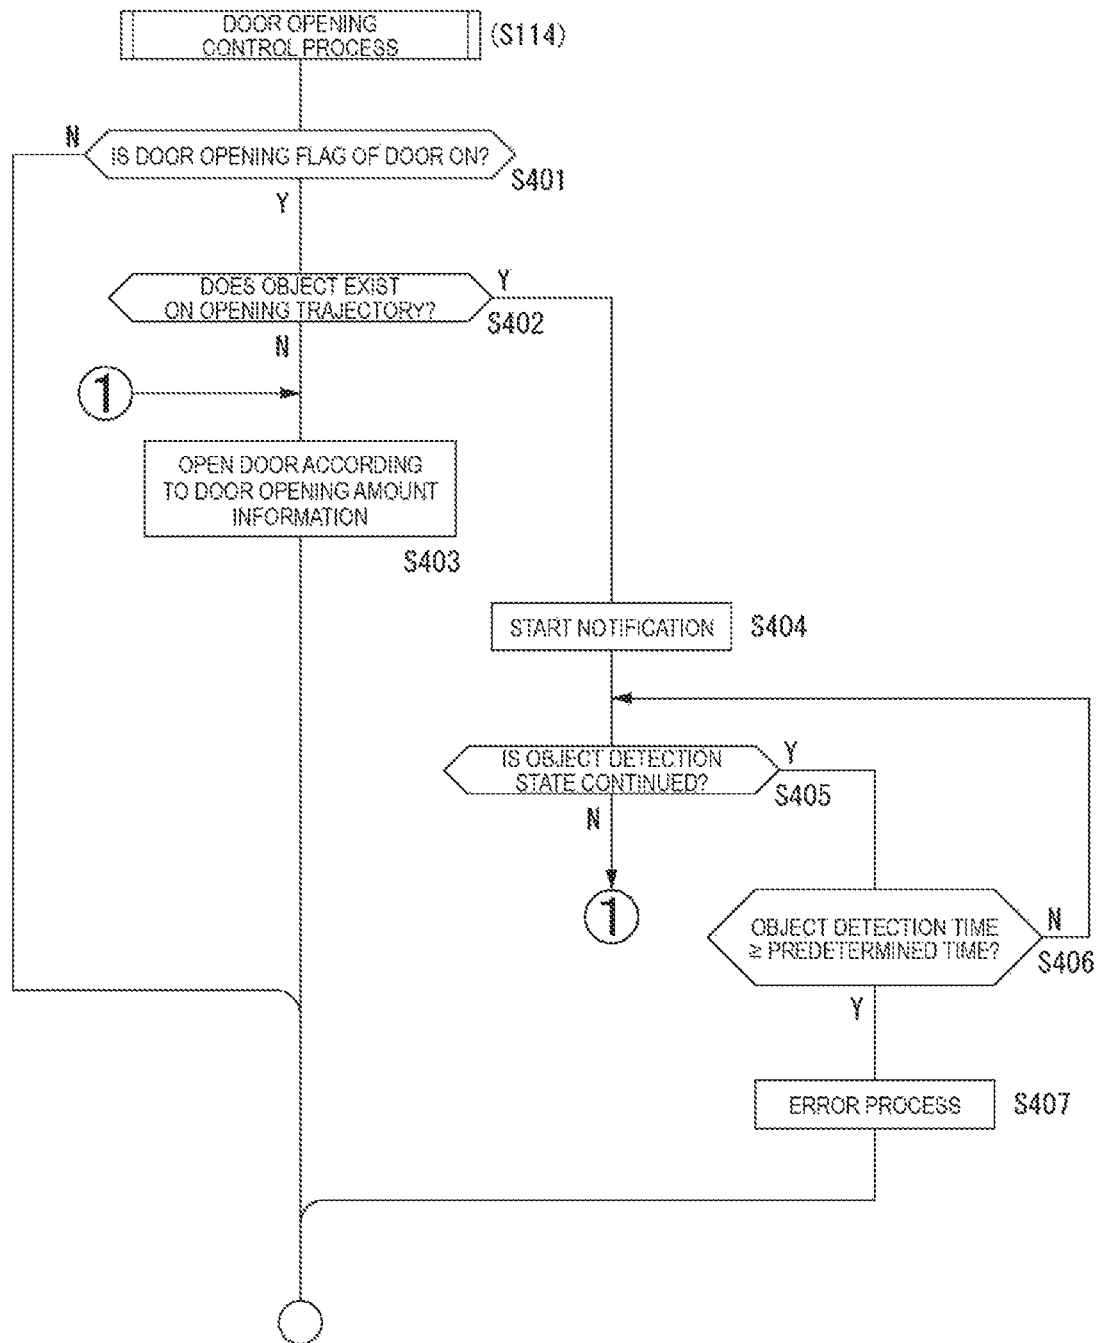 DOOR OPENING
CONTROL PROCESS
(S114)
N
IS DOOR OPENING FLAG OF DOOR ON?
S401
Y
DOES OBJECT EXIST
ON OPENING TRAJECTORY?
Y
S402
N
1
OPEN DOOR ACCORDING
TO DOOR OPENING AMOUNT
INFORMATION
S403
START NOTIFICATION
S404
IS OBJECT DETECTION
STATE CONTINUED?
Y
S405
N
1
OBJECT DETECTION TIME
≥ PREDETERMINED TIME?
N
S406
Y
ERROR PROCESS
S407